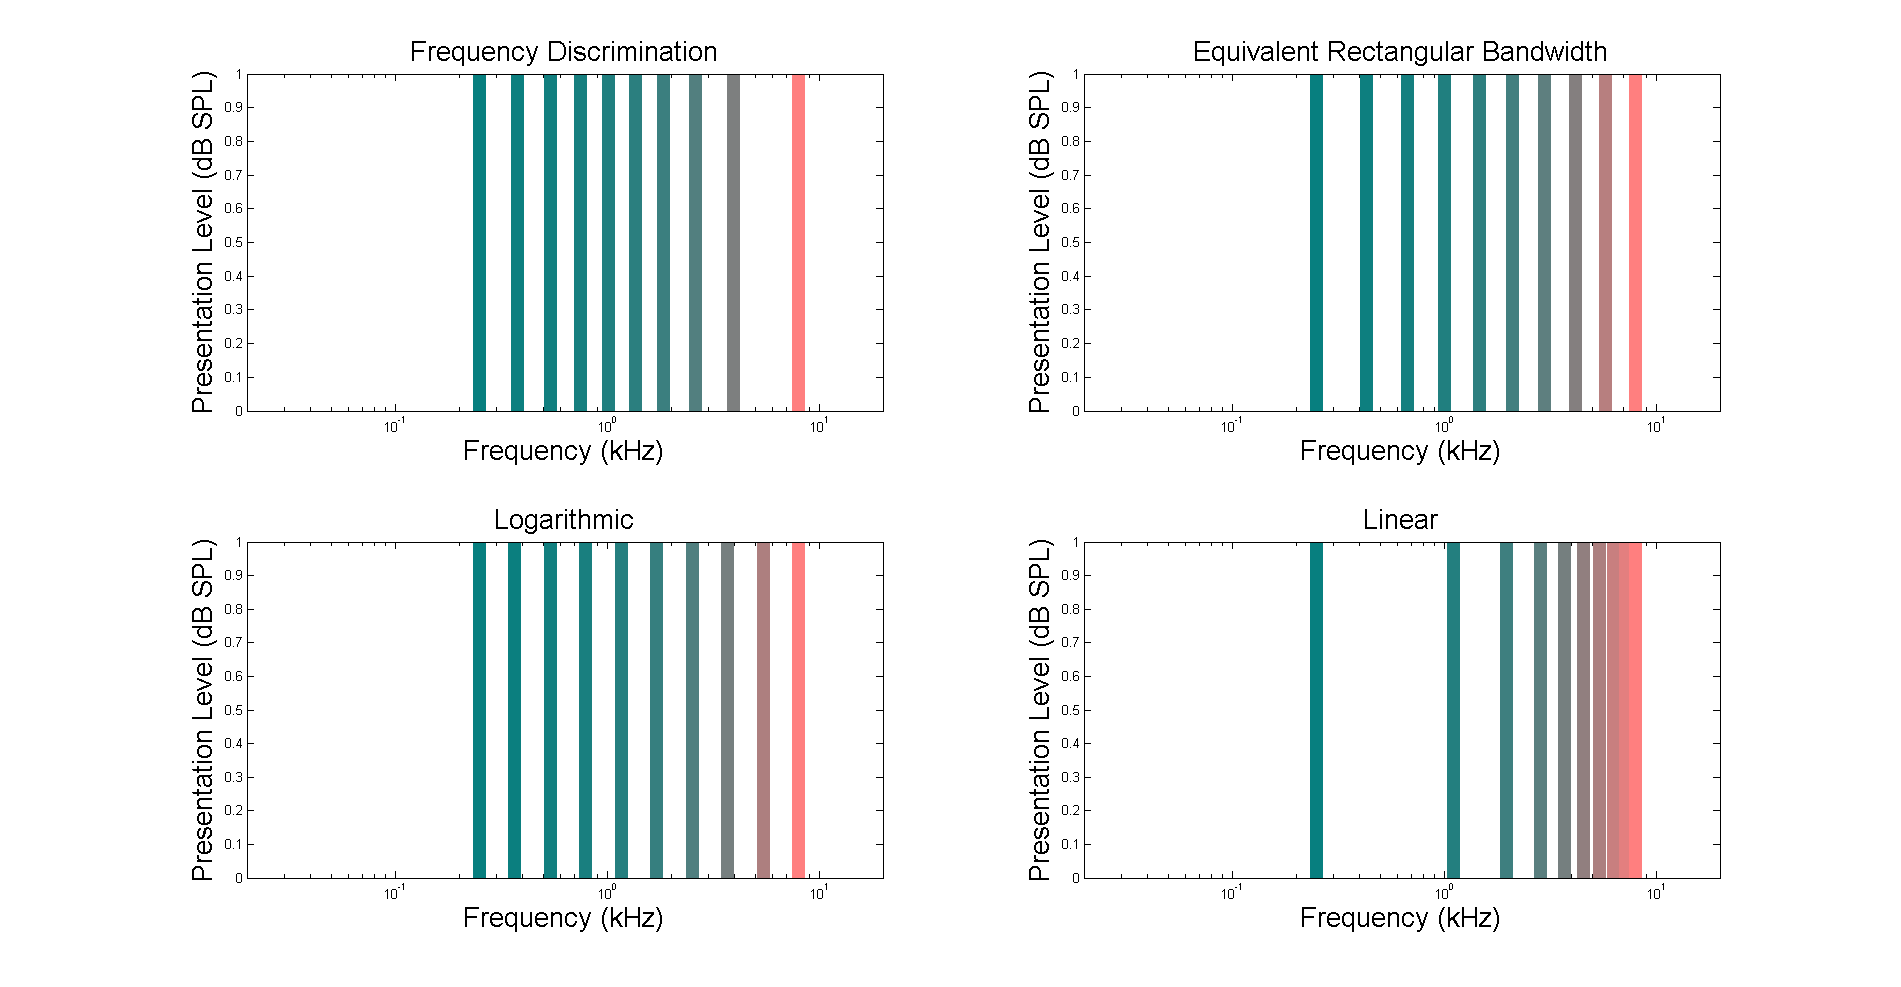 Frequency Discrimination
Presentation Level (dB SPL)
1
0.9
0.8
0.7
0.6
0.5
0.4
0.3
0.2
0.1
0
10-1 100 101
Frequency (kHz)
Equivalent Rectangular Bandwidth
Presentation Level (dB SPL)
1
0.9
0.8
0.7
0.6
0.5
0.4
0.3
0.2
0.1
0
10-1 100 101
Frequency (kHz)
Logarithmic
Presentation Level (dB SPL)
1
0.9
0.8
0.7
0.6
0.5
0.4
0.3
0.2
0.1
0
10-1 100 101
Frequency (kHz)
Linear
Presentation Level (dB SPL)
1
0.9
0.8
0.7
0.6
0.5
0.4
0.3
0.2
0.1
0
10-1 100 101
Frequency (kHz)